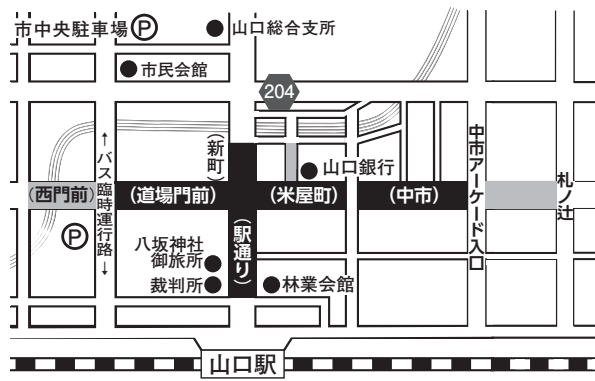 市中央駐車場 P
山口総合支所
市民会館
204
(新町)
山口銀行
中市アーケード入口
札ノ辻
(西門前)
←バス臨時運行路→
(道場門前)
(米屋町)
(中市)
P
(駅通り)
八坂神社
御旅所
裁判所
林業会館
山口駅